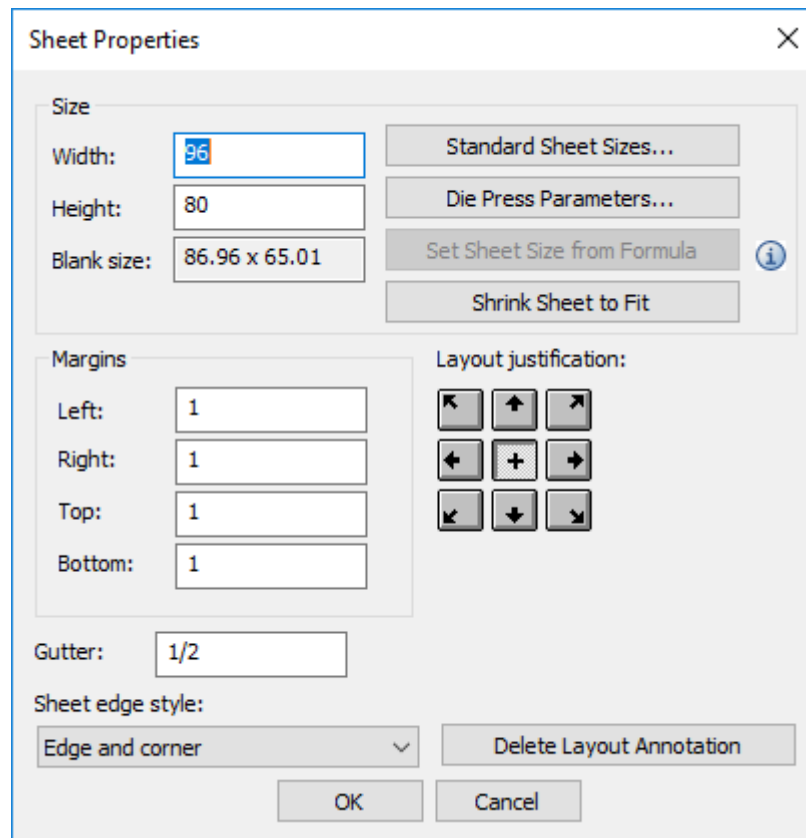 Sheet Properties
Size
Width: 96 Standard Sheet Sizes...
Height: 80 Die Press Parameters...
Blank size: 86.96 x 65.01 Set Sheet Size from Formula
Shrink Sheet to Fit
Margins Layout justification:
Left: 1
Right: 1
Top: 1
Bottom: 1
Gutter: 1/2
Sheet edge style:
Edge and corner Delete Layout Annotation
OK Cancel